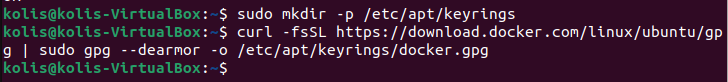 kolis@kolis-VirtualBox:~$ sudo mkdir -p /etc/apt/keyrings
kolis@kolis-VirtualBox:~$ curl -fsSL https://download.docker.com/linux/ubuntu/gp
g | sudo gpg --dearmor -o /etc/apt/keyrings/docker.gpg
kolis@kolis-VirtualBox:~$